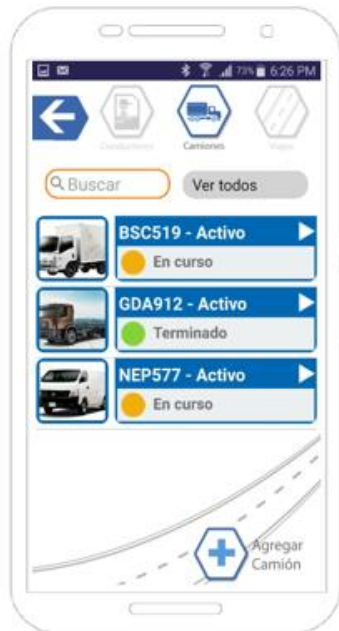 73% 6:26 PM
Conductores Camiones Viajes
Buscar Ver todos
BSC519 - Activo
En curso
GDA912 - Activo
Terminado
NEP577 - Activo
En curso
Agregar
Camión